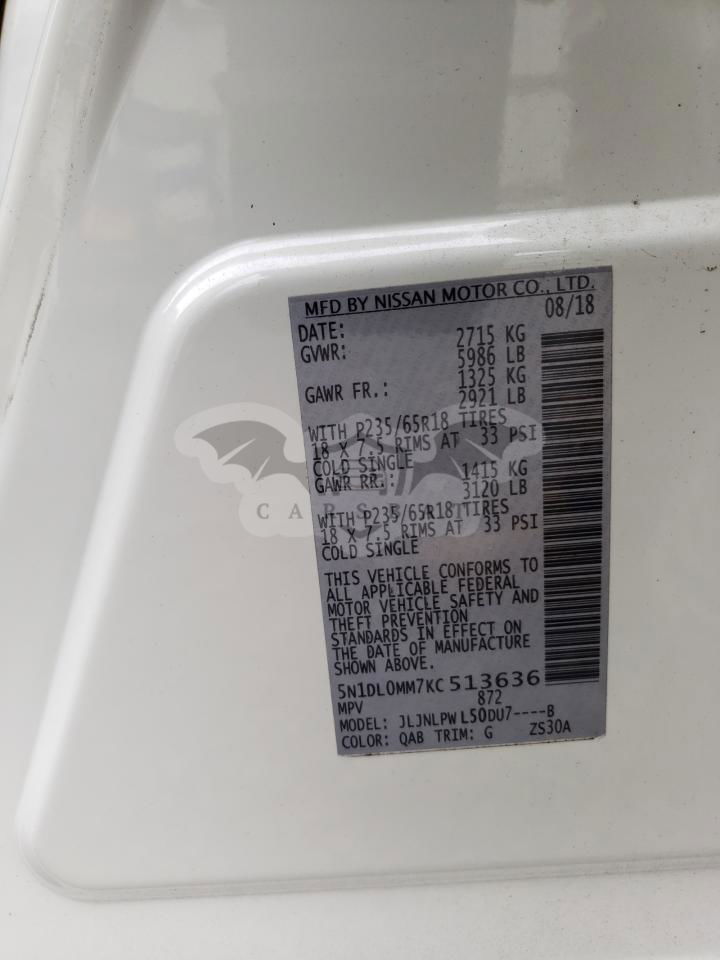 MFD BY NISSAN MOTOR CO., LTD.
DATE: 08/18
GVWR: 2715 KG
5986 LB
GAWR FR.: 1325 KG
2921 LB
WITH P235/65R18 TIRES
18 X 7.5 RIMS AT 33 PSI
COLD SINGLE
GAWR RR.: 1415 KG
3120 LB
WITH P235/65R18 TIRES
18 X 7.5 RIMS AT 33 PSI
COLD SINGLE
THIS VEHICLE CONFORMS TO
ALL APPLICABLE FEDERAL
MOTOR VEHICLE SAFETY AND
THEFT PREVENTION
STANDARDS IN EFFECT ON
THE DATE OF MANUFACTURE
SHOWN ABOVE.
5N1DL0MM7KC513636
MPV 872
MODEL: JLJNLPWL50DU7----B
COLOR: QAB TRIM: G ZS30A